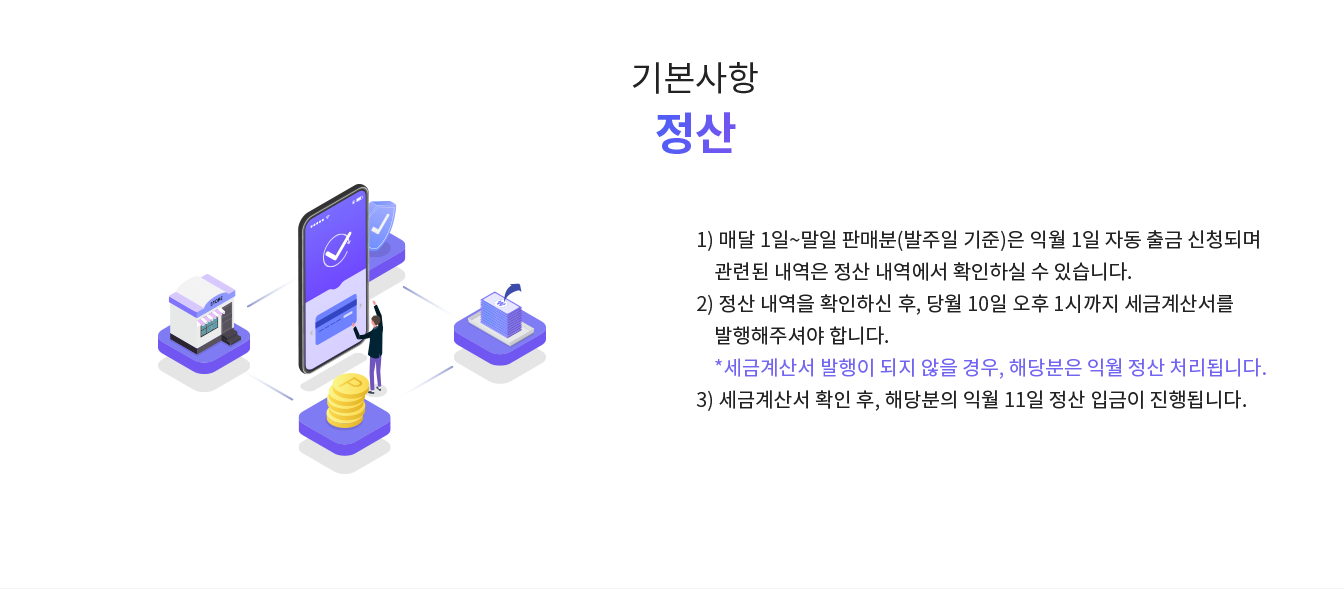 기본사항
정산
1) 매달 1일~말일 판매분(발주일 기준)은 익월 1일 자동 출금 신청되며
관련된 내역은 정산 내역에서 확인하실 수 있습니다.
2) 정산 내역을 확인하신 후, 당월 10일 오후 1시까지 세금계산서를
발행해주셔야 합니다.
*세금계산서 발행이 되지 않을 경우, 해당분은 익월 정산 처리됩니다.
3) 세금계산서 확인 후, 해당분의 익월 11일 정산 입금이 진행됩니다.
STORE
₩
P